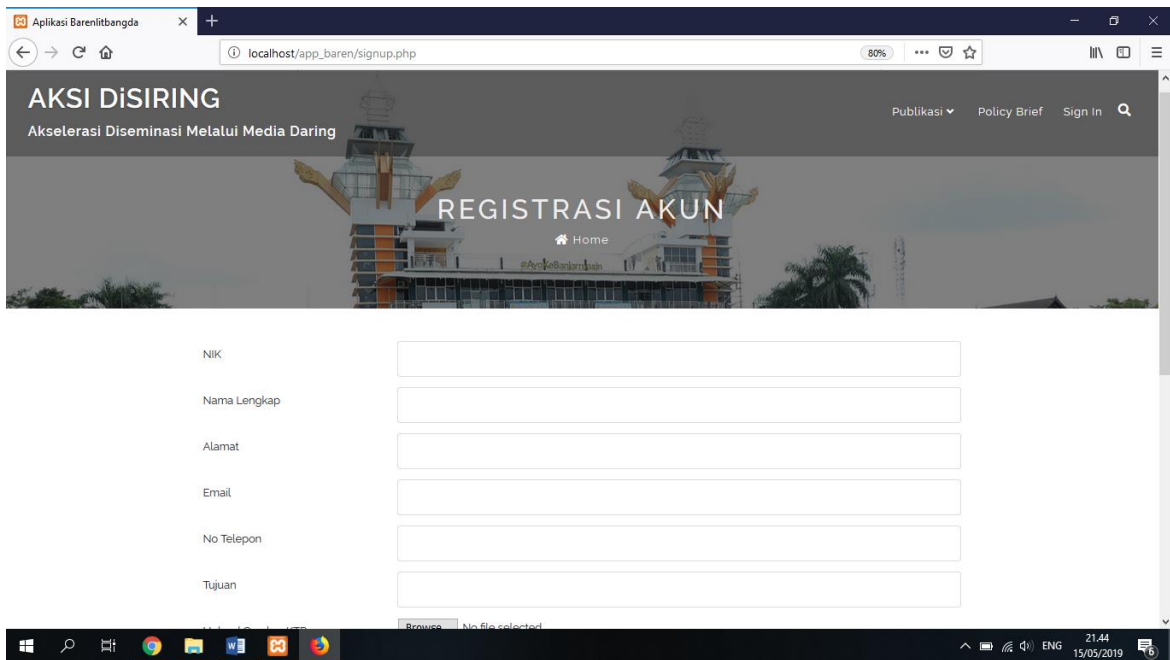 Aplikasi Barenlitbangda
localhost/app_baren/signup.php
80%
AKSI DiSIRING
Akselerasi Diseminasi Melalui Media Daring
Publikasi Policy Brief Sign In
REGISTRASI AKUN
Home
#AyoKeBanjarmasin
NIK
Nama Lengkap
Alamat
Email
No Telepon
Tujuan
Browse... No file selected.
ENG
21.44
15/05/2019
6